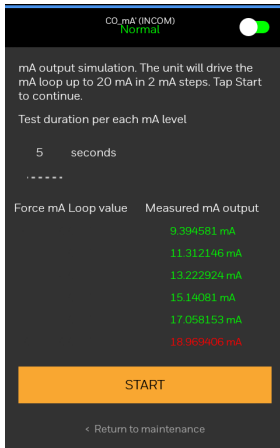 CO_mA' (INCOM)
Normal
mA output simulation. The unit will drive the
mA loop up to 20 mA in 2 mA steps. Tap Start
to continue.
Test duration per each mA level
5 seconds
Force mA Loop value Measured mA output
9.394581 mA
11.312146 mA
13.222924 mA
15.14081 mA
17.058153 mA
18.969406 mA
START
< Return to maintenance